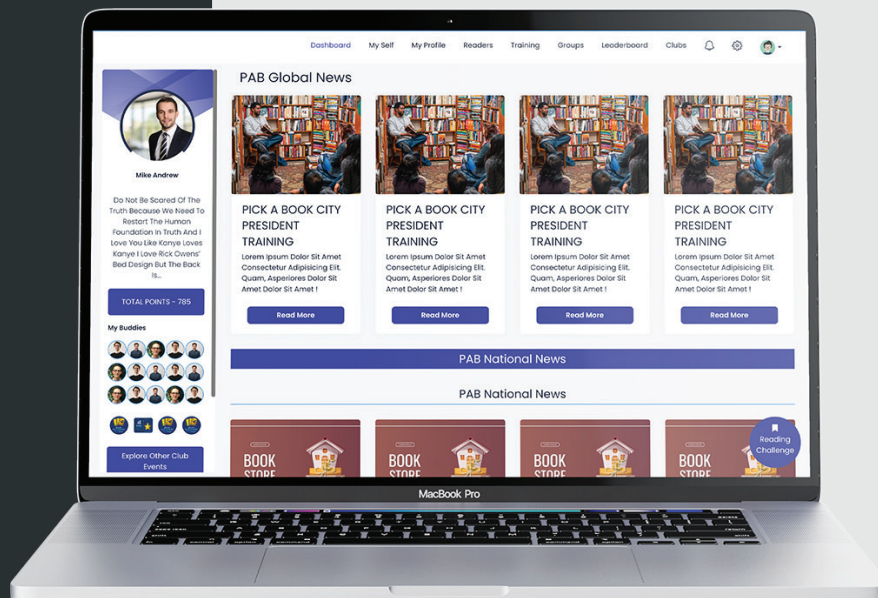 Dashboard My Self My Profile Readers Training Groups Leaderboard Clubs
Mike Andrew
Do Not Be Scared Of The
Truth Because We Need To
Restart The Human
Foundation In Truth And I
Love You Like Kanye Loves
Kanye I Love Rick Owens'
Bed Design But The Back
Is...
TOTAL POINTS - 785
My Buddies
Explore Other Club
Events
PAB Global News
PICK A BOOK CITY
PRESIDENT
TRAINING
Lorem Ipsum Dolor Sit Amet
Consectetur Adipisicing Elit.
Quam, Asperiores Dolor Sit
Amet Dolor Sit Amet !
Read More
PICK A BOOK CITY
PRESIDENT
TRAINING
Lorem Ipsum Dolor Sit Amet
Consectetur Adipisicing Elit.
Quam, Asperiores Dolor Sit
Amet Dolor Sit Amet !
Read More
PICK A BOOK CITY
PRESIDENT
TRAINING
Lorem Ipsum Dolor Sit Amet
Consectetur Adipisicing Elit.
Quam, Asperiores Dolor Sit
Amet Dolor Sit Amet !
Read More
PICK A BOOK CITY
PRESIDENT
TRAINING
Lorem Ipsum Dolor Sit Amet
Consectetur Adipisicing Elit.
Quam, Asperiores Dolor Sit
Amet Dolor Sit Amet !
Read More
PAB National News
PAB National News
BOOK
STORE
BOOK
STORE
BOOK
STORE
BOOK
STORE
Reading
Challenge
MacBook Pro